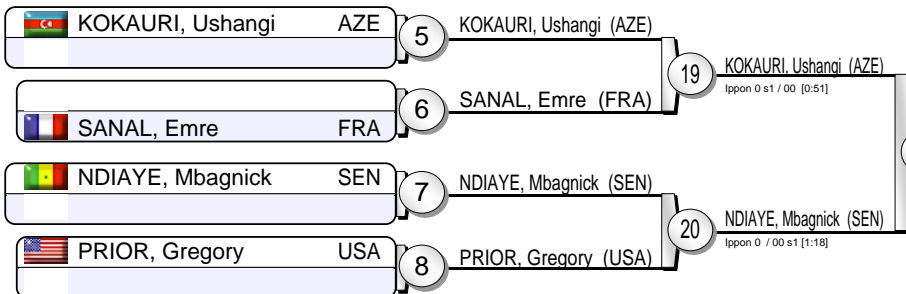 KOKAURI, Ushangi AZE
5
KOKAURI, Ushangi (AZE)
19
KOKAURI, Ushangi (AZE)
Ippon 0 s1 / 00 [0:51]
SANAL, Emre FRA
6
SANAL, Emre (FRA)
NDIAYE, Mbagnick SEN
7
NDIAYE, Mbagnick (SEN)
20
NDIAYE, Mbagnick (SEN)
Ippon 0 / 00 s1 [1:18]
PRIOR, Gregory USA
8
PRIOR, Gregory (USA)